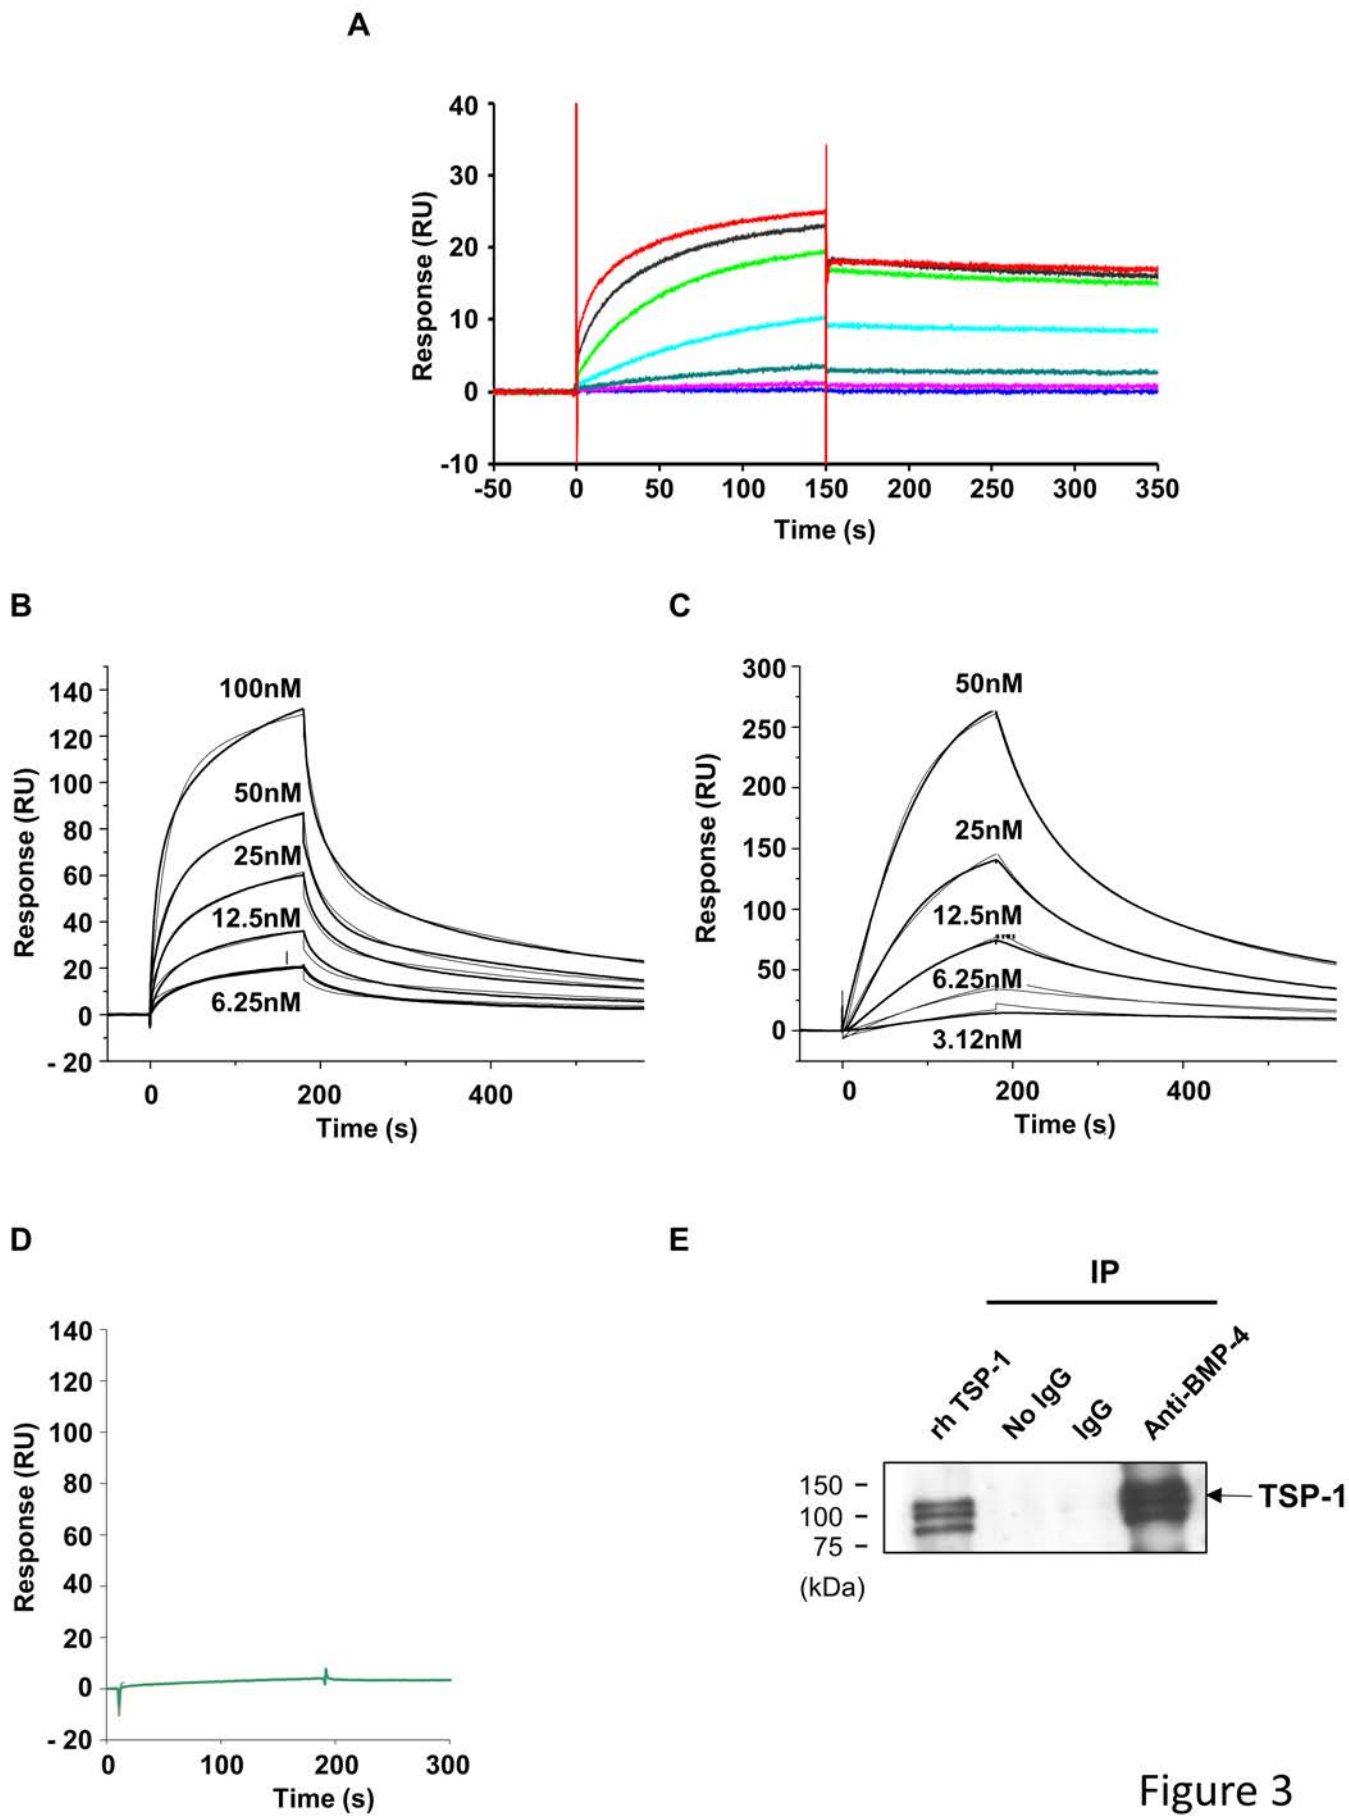 A
40
30
20
10
0
-10
Response (RU)
-50 0 50 100 150 200 250 300 350
Time (s)
B
140
120
100
80
60
40
20
0
- 20
Response (RU)
100nM
50nM
25nM
12.5nM
6.25nM
0 200 400
Time (s)
C
300
250
200
150
100
50
0
Response (RU)
50nM
25nM
12.5nM
6.25nM
3.12nM
0 200 400
Time (s)
D
140
120
100
80
60
40
20
0
- 20
Response (RU)
0 100 200 300
Time (s)
E
IP
rh TSP-1
No IgG
IgG
Anti-BMP-4
150
100
75
(kDa)
TSP-1
Figure 3